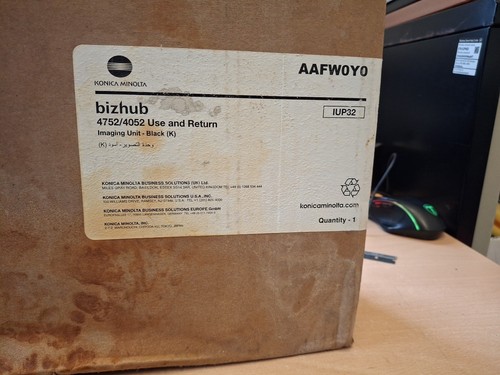 KONICA MINOLTA
AAFW0Y0
bizhub
IUP32
4752/4052 Use and Return
Imaging Unit - Black (K)
وحدة التصوير - أسود (K)
KONICA MINOLTA BUSINESS SOLUTIONS (UK) Ltd
KONICA MINOLTA BUSINESS SOLUTIONS U.S.A., INC.
KONICA MINOLTA BUSINESS SOLUTIONS EUROPE GmbH
KONICA MINOLTA, INC.
konicaminolta.com
Quantity - 1